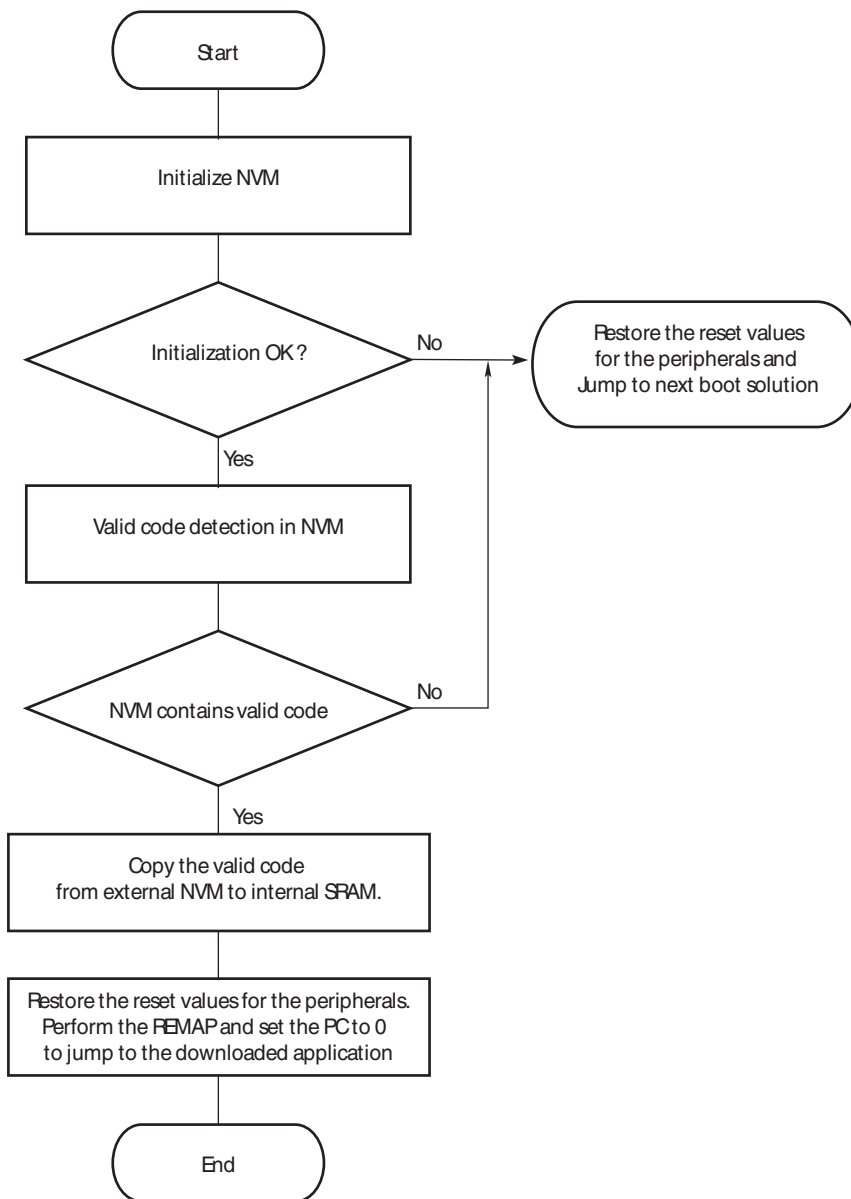 Start
Initialize NVM
Initialization OK ?
No
Restore the reset values
for the peripherals and
Jump to next boot solution
Yes
Valid code detection in NVM
NVM contains valid code
No
Yes
Copy the valid code
from external NVM to internal SRAM.
Restore the reset values for the peripherals.
Perform the REMAP and set the PC to 0
to jump to the downloaded application
End